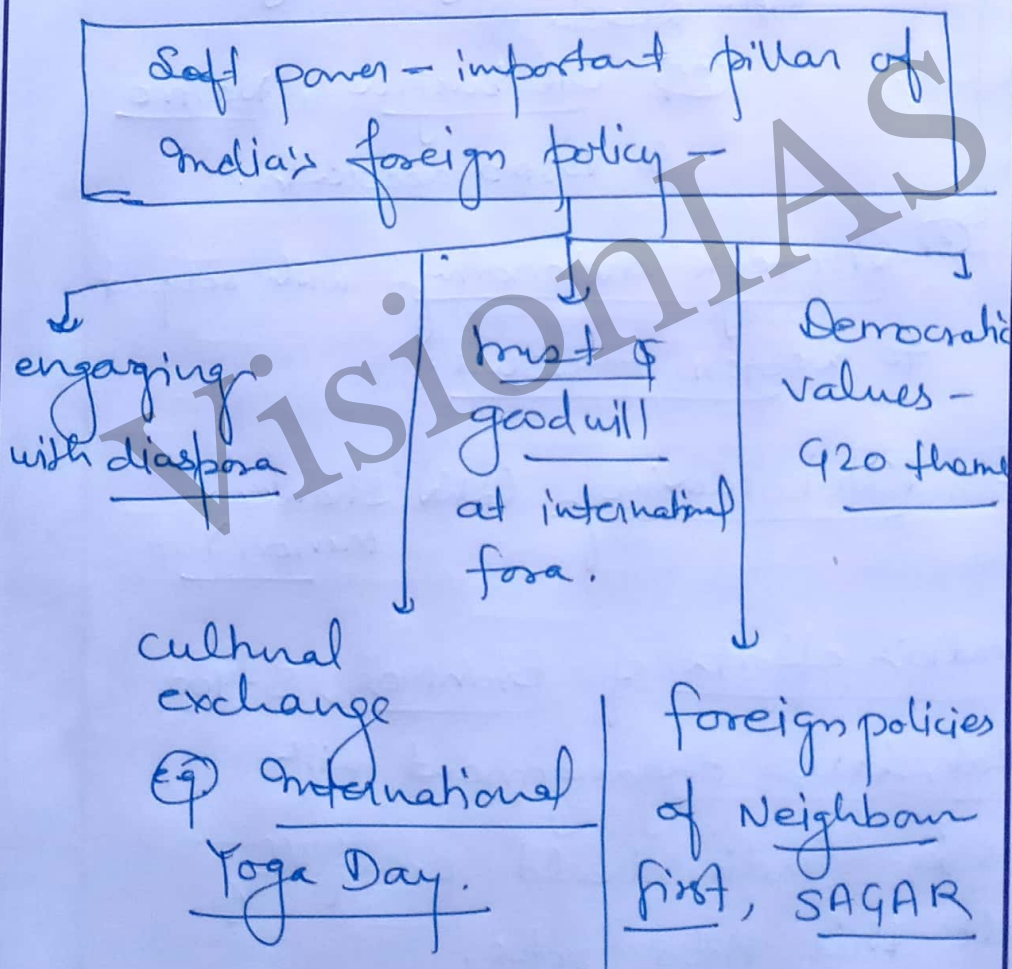 Soft power - important pillar of
India's foreign policy -
engaging
with diaspora
cultural
exchange
Eg International
Yoga Day.
trust &
goodwill
at international
fora.
foreign policies
of Neighbour
first, SAGAR
Democratic
values -
G20 theme
VisionIAS